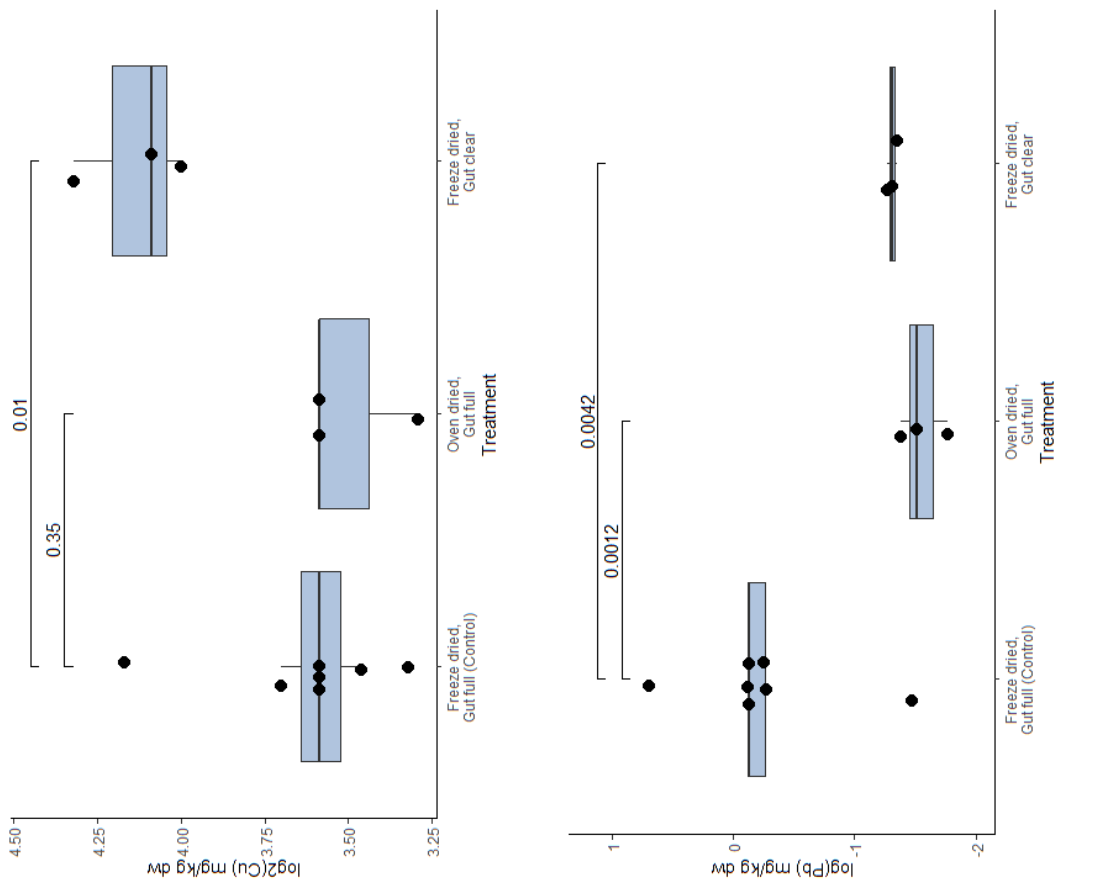 4.50
4.25
4.00
3.75
3.50
3.25
log2(Cu) mg/kg dw
0.01
0.35
Freeze dried,
Gut full (Control)
Oven dried,
Gut full
Freeze dried,
Gut clear
Treatment
1
0
-1
-2
log(Pb) mg/kg dw
0.0042
0.0012
Freeze dried,
Gut full (Control)
Oven dried,
Gut full
Freeze dried,
Gut clear
Treatment